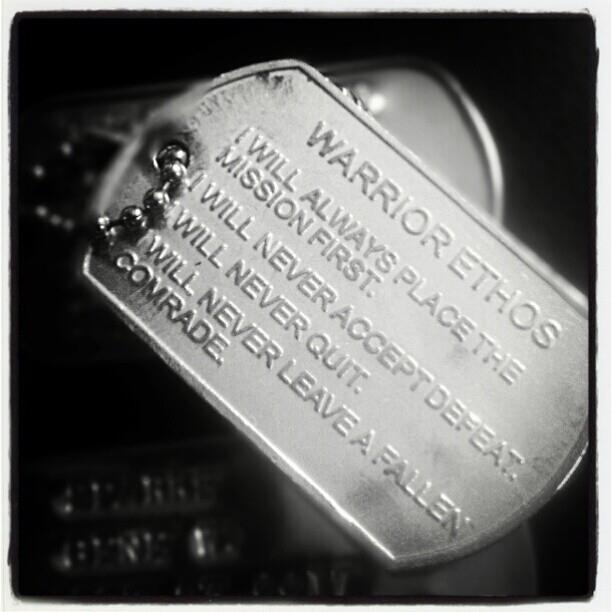 WARRIOR ETHOS
I WILL ALWAYS PLACE THE
MISSION FIRST.
I WILL NEVER ACCEPT DEFEAT.
I WILL NEVER QUIT.
I WILL NEVER LEAVE A FALLEN
COMRADE.